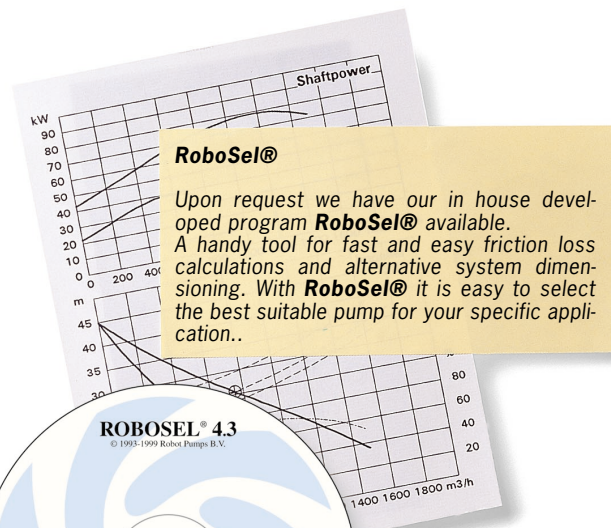 Shaftpower
kW
90
80
70
60
50
40
30
20
10
0
0 200
RoboSel®
Upon request we have our in house devel-
oped program RoboSel® available.
A handy tool for fast and easy friction loss
calculations and alternative system dimen-
sioning. With RoboSel® it is easy to select
the best suitable pump for your specific appli-
cation..
m
45
40
35
80
60
40
20
1400 1600 1800 m3/h
ROBOSEL® 4.3
© 1993-1999 Robot Pumps B.V.